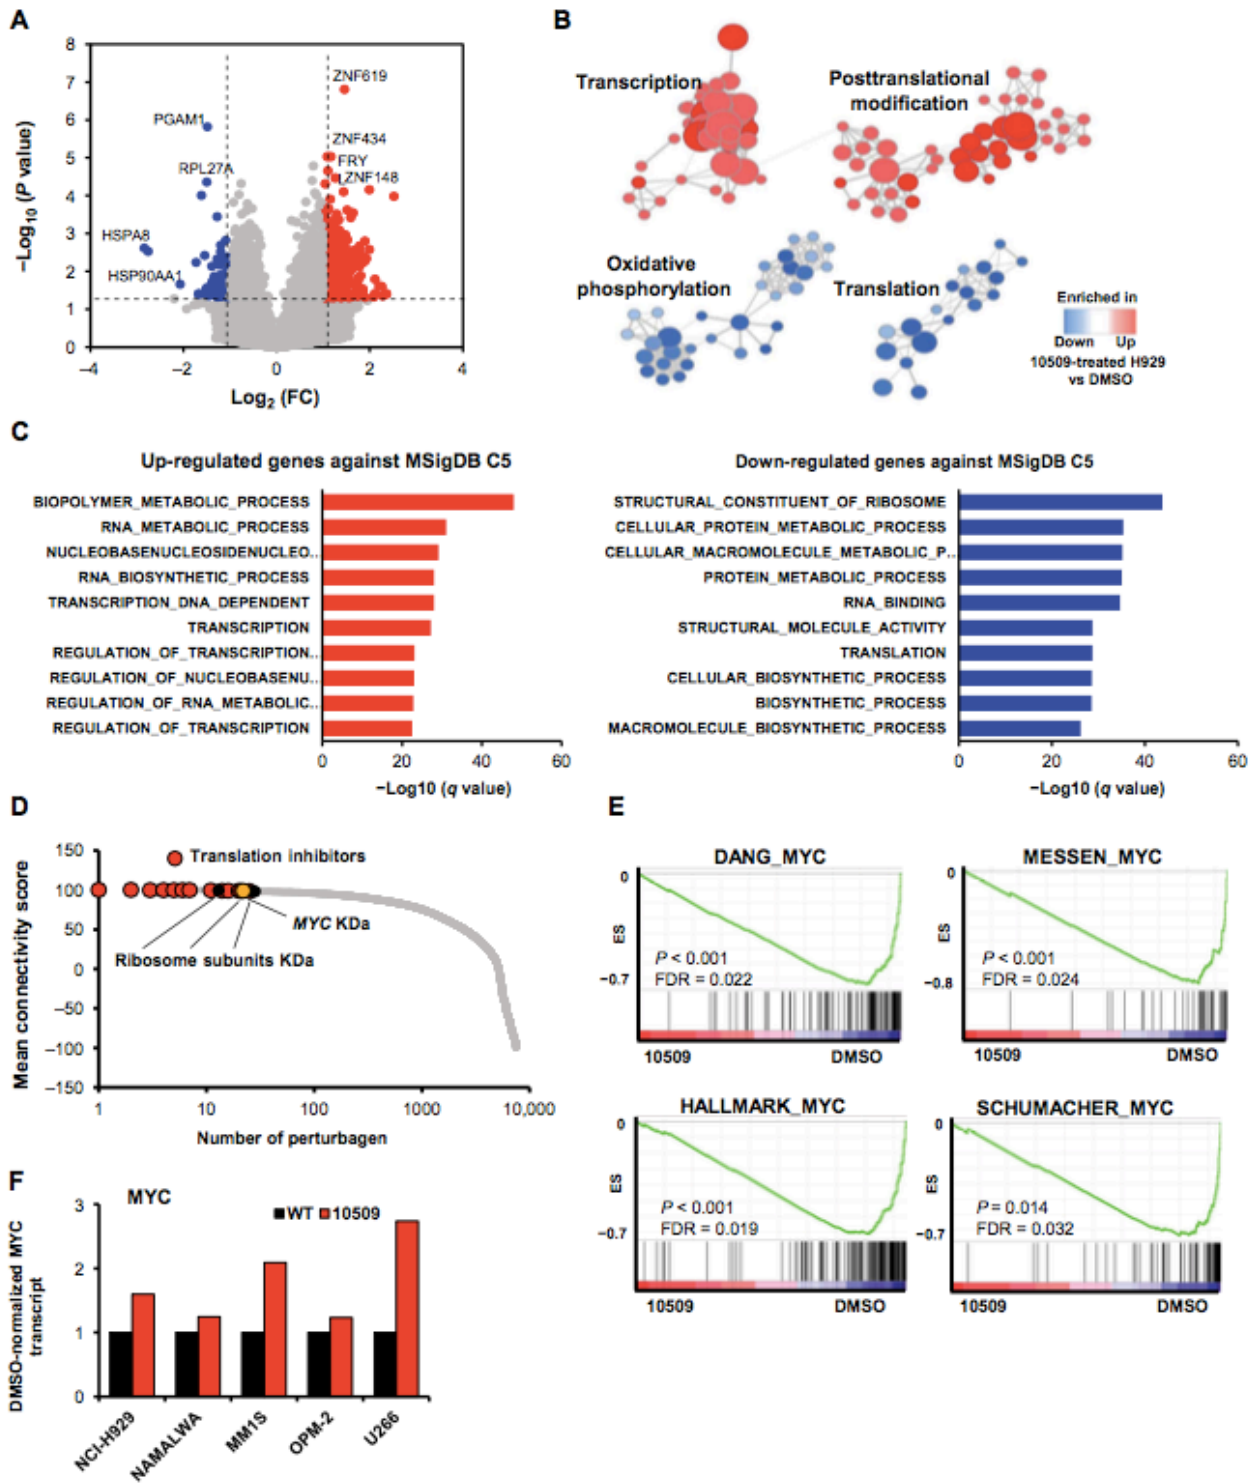 A
8
7
6
5
4
3
2
1
0
−Log10 (P value)
ZNF619
PGAM1
ZNF434
FRY
RPL27A
ZNF148
HSPA8
HSP90AA1
−4
−2
0
2
4
Log2 (FC)
B
Transcription
Posttranslational
modification
Oxidative
phosphorylation
Translation
Enriched in
Down Up
10509-treated H929
vs DMSO
C
Up-regulated genes against MSigDB C5
BIOPOLYMER_METABOLIC_PROCESS
RNA_METABOLIC_PROCESS
NUCLEOBASENUCLEOSIDENUCLEO...
RNA_BIOSYNTHETIC_PROCESS
TRANSCRIPTION_DNA_DEPENDENT
TRANSCRIPTION
REGULATION_OF_TRANSCRIPTION...
REGULATION_OF_NUCLEOBASENU...
REGULATION_OF_RNA_METABOLIC...
REGULATION_OF_TRANSCRIPTION
0 20 40 60
−Log10 (q value)
Down-regulated genes against MSigDB C5
STRUCTURAL_CONSTITUENT_OF_RIBOSOME
CELLULAR_PROTEIN_METABOLIC_PROCESS
CELLULAR_MACROMOLECULE_METABOLIC_P...
PROTEIN_METABOLIC_PROCESS
RNA_BINDING
STRUCTURAL_MOLECULE_ACTIVITY
TRANSLATION
CELLULAR_BIOSYNTHETIC_PROCESS
BIOSYNTHETIC_PROCESS
MACROMOLECULE_BIOSYNTHETIC_PROCESS
0 20 40 60
−Log10 (q value)
D
150
100
50
0
−50
−100
−150
Mean connectivity score
Translation inhibitors
MYC KDa
Ribosome subunits KDa
1 10 100 1000 10,000
Number of perturbagen
E
DANG_MYC
0
ES
−0.7
P < 0.001
FDR = 0.022
10509 DMSO
MESSEN_MYC
0
ES
−0.8
P < 0.001
FDR = 0.024
10509 DMSO
HALLMARK_MYC
0
ES
−0.7
P < 0.001
FDR = 0.019
10509 DMSO
SCHUMACHER_MYC
0
ES
−0.7
P = 0.014
FDR = 0.032
10509 DMSO
F
MYC
WT 10509
3
2
1
0
DMSO-normalized MYC
transcript
NCI-H929
NAMALWA
MM1S
OPM-2
U266